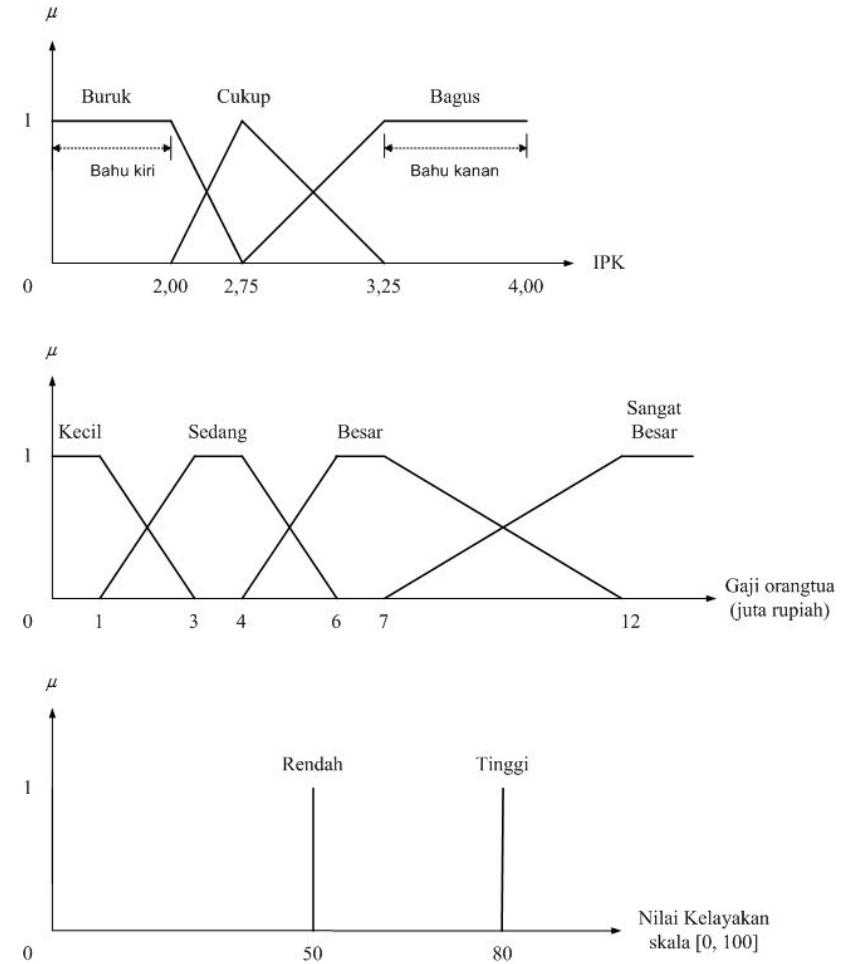 μ
Buruk Cukup Bagus
1
Bahu kiri Bahu kanan
IPK
0 2,00 2,75 3,25 4,00
μ
Sangat
Kecil Sedang Besar Besar
1
Gaji orangtua
(juta rupiah)
0 1 3 4 6 7 12
μ
Rendah Tinggi
1
Nilai Kelayakan
skala [0, 100]
0 50 80